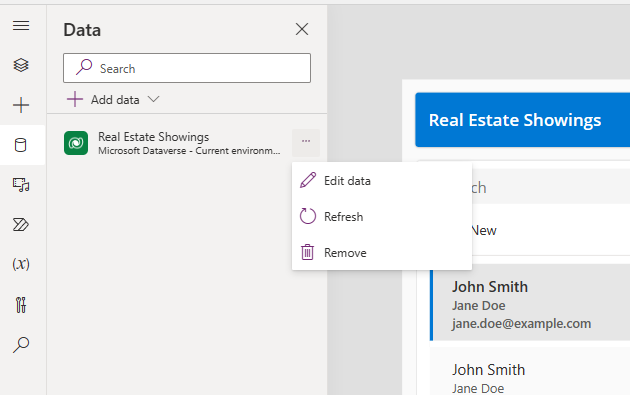 Data
Search
Add data
Real Estate Showings
Microsoft Dataverse - Current environm...
Edit data
Refresh
Remove
(x)
Real Estate Showings
ch
New
John Smith
Jane Doe
jane.doe@example.com
John Smith
Jane Doe